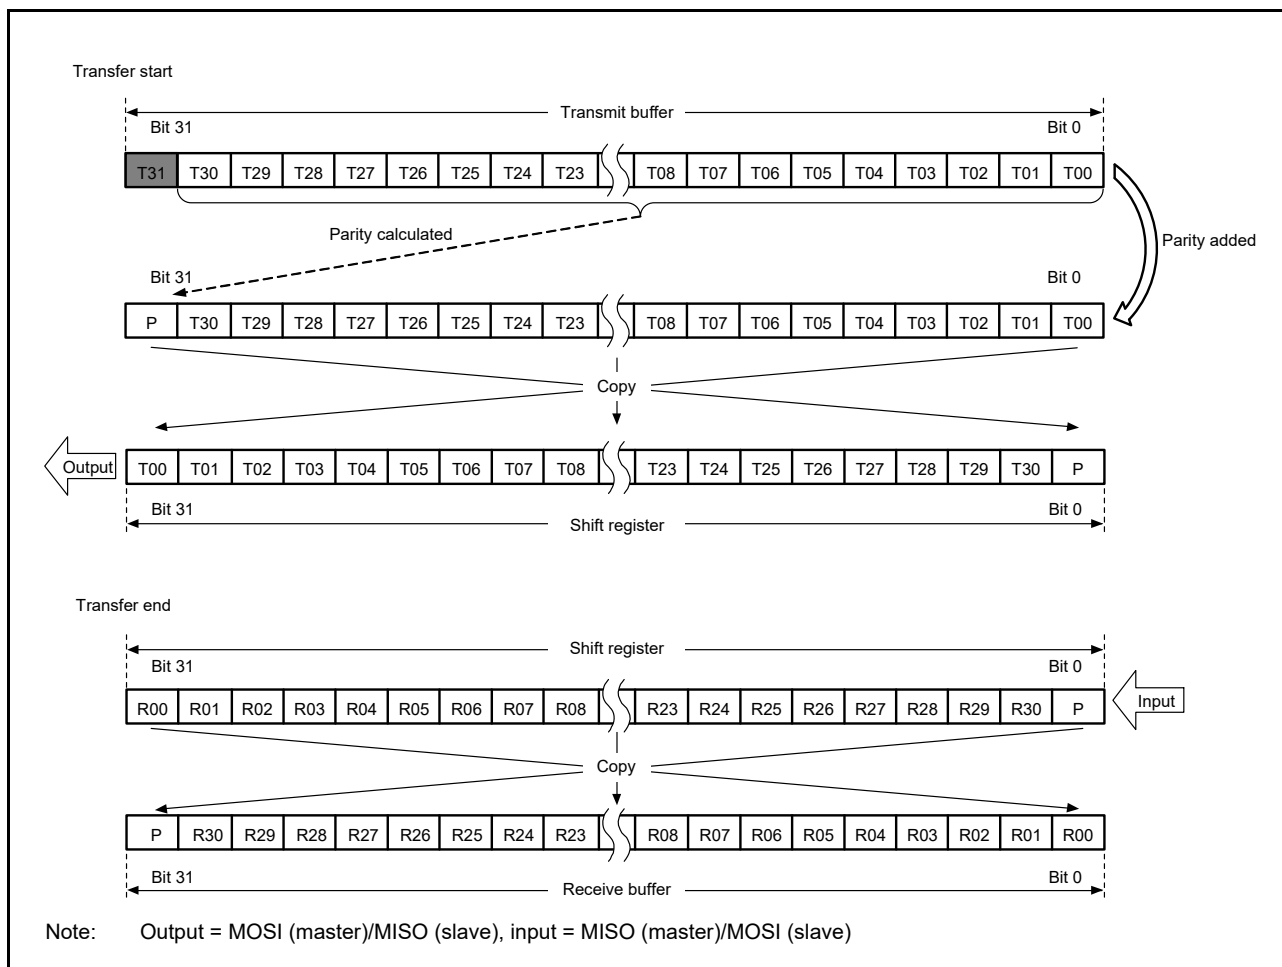 Transfer start
Transmit buffer
Bit 31 Bit 0
T31 T30 T29 T28 T27 T26 T25 T24 T23 T08 T07 T06 T05 T04 T03 T02 T01 T00
Parity calculated
Parity added
Bit 31 Bit 0
P T30 T29 T28 T27 T26 T25 T24 T23 T08 T07 T06 T05 T04 T03 T02 T01 T00
Copy
Output T00 T01 T02 T03 T04 T05 T06 T07 T08 T23 T24 T25 T26 T27 T28 T29 T30 P
Bit 31 Bit 0
Shift register
Transfer end
Shift register
Bit 31 Bit 0
R00 R01 R02 R03 R04 R05 R06 R07 R08 R23 R24 R25 R26 R27 R28 R29 R30 P Input
Copy
P R30 R29 R28 R27 R26 R25 R24 R23 R08 R07 R06 R05 R04 R03 R02 R01 R00
Bit 31 Bit 0
Receive buffer
Note: Output = MOSI (master)/MISO (slave), input = MISO (master)/MOSI (slave)